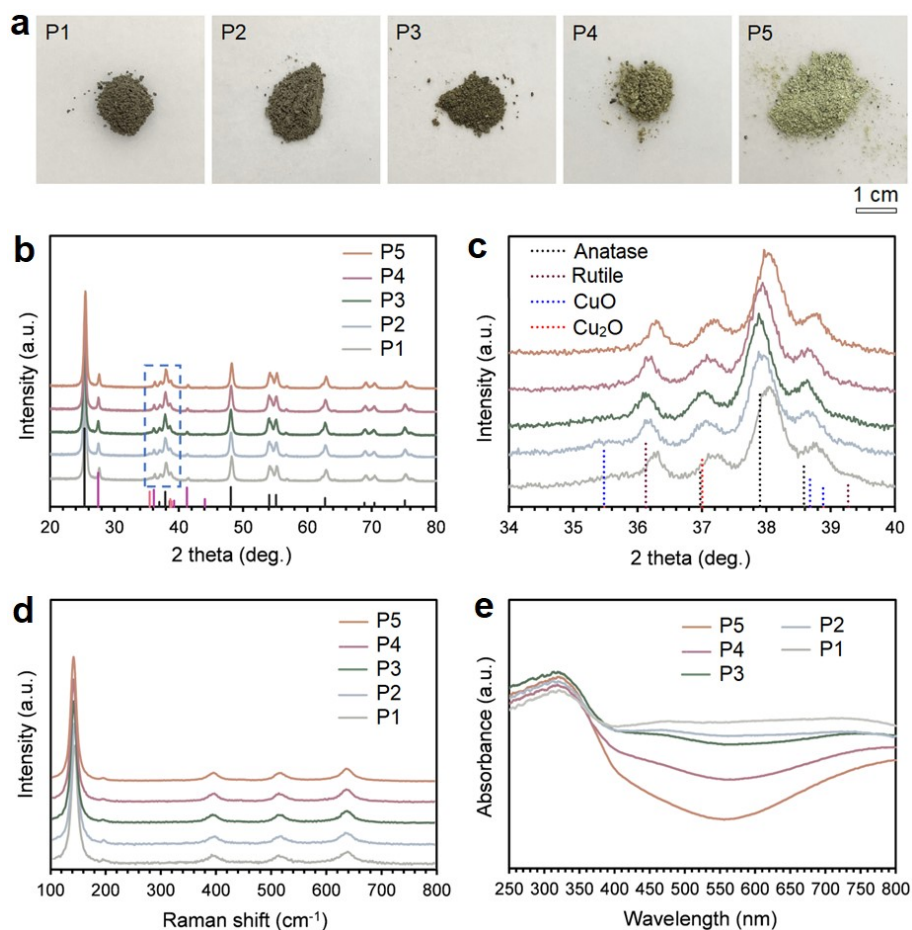 a
P1
P2
P3
P4
P5
1 cm
b
P5
P4
P3
P2
P1
Intensity (a.u.)
20 30 40 50 60 70 80
2 theta (deg.)
c
Anatase
Rutile
CuO
Cu₂O
Intensity (a.u.)
34 35 36 37 38 39 40
2 theta (deg.)
d
P5
P4
P3
P2
P1
Intensity (a.u.)
100 200 300 400 500 600 700 800
Raman shift (cm⁻¹)
e
P5 P2
P4 P1
P3
Absorbance (a.u.)
250 300 350 400 450 500 550 600 650 700 750 800
Wavelength (nm)